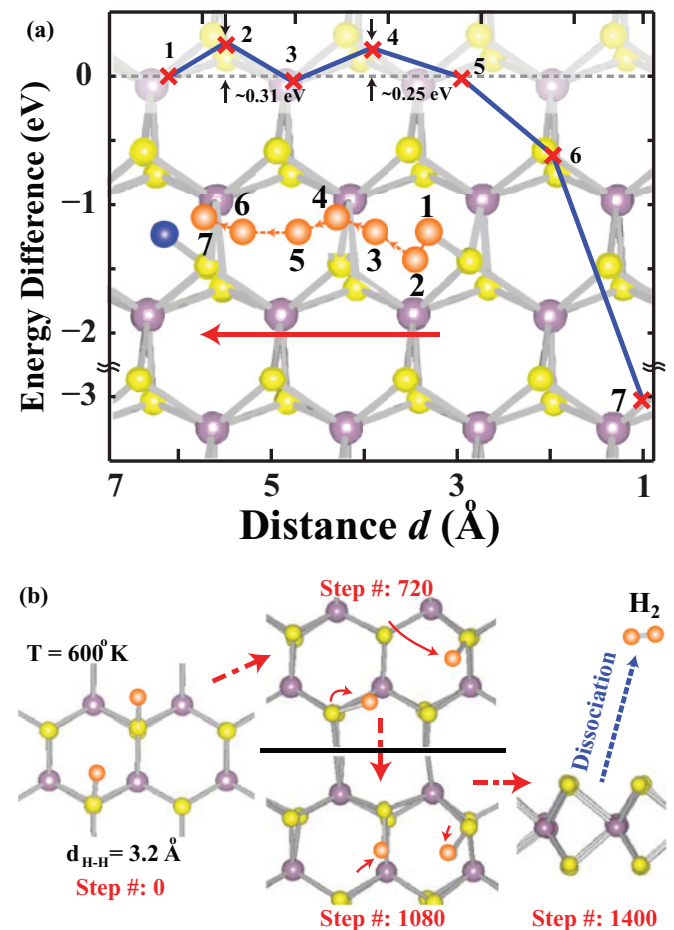 (a)
1
2
3
4
5
6
7
~0.31 eV
~0.25 eV
0
−1
−2
−3
Energy Difference (eV)
7
6
5
4
3
2
1
7
5
3
1
Distance d (Å)
(b)
T = 600°K
d H-H = 3.2 Å
Step #: 0
Step #: 720
Step #: 1080
H₂
Dissociation
Step #: 1400